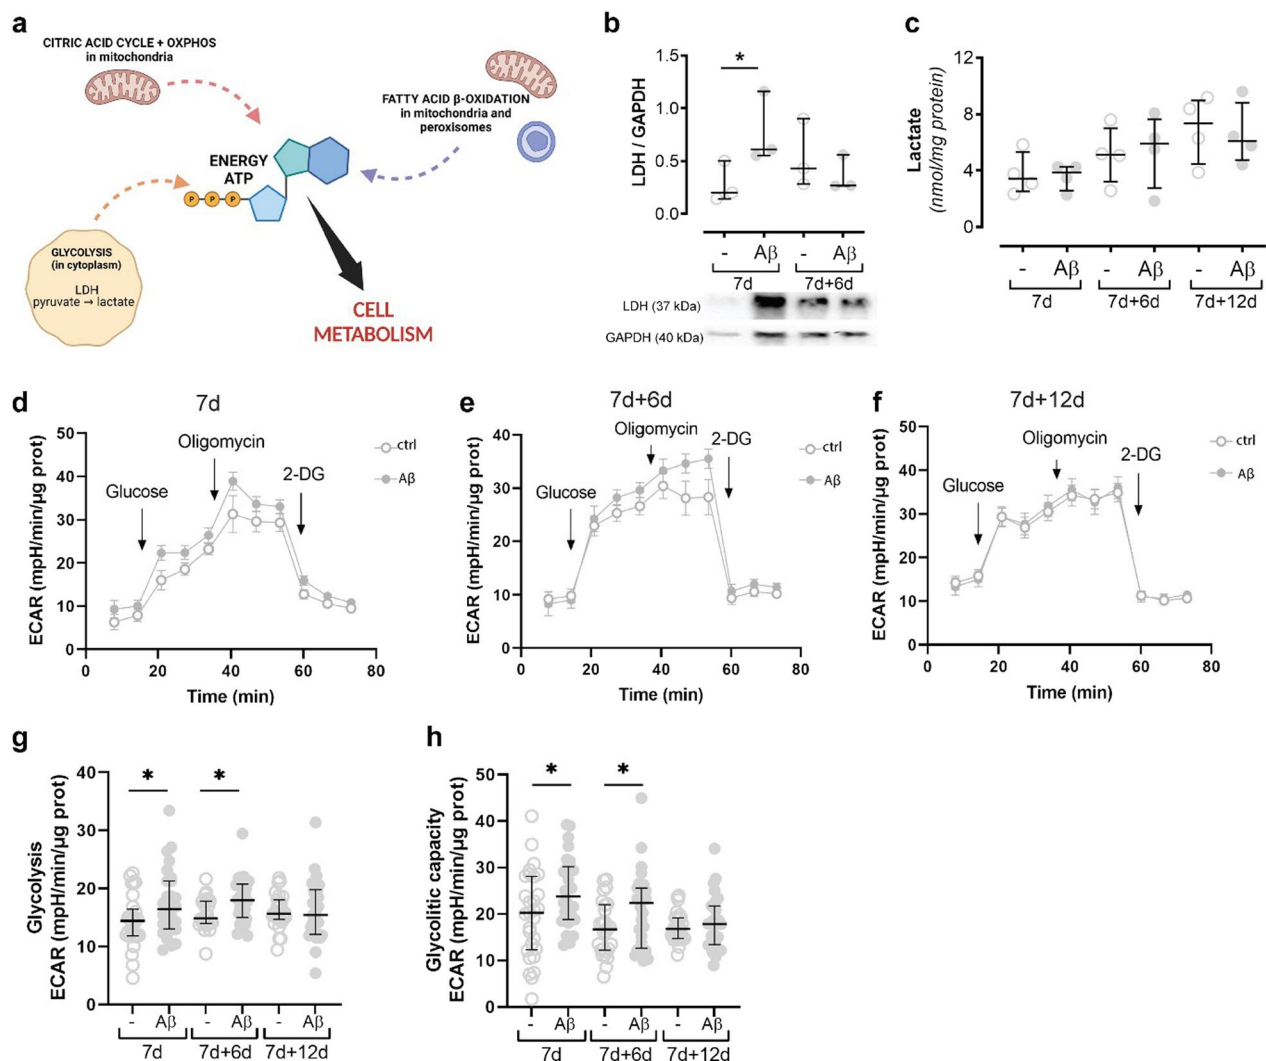 a
CITRIC ACID CYCLE + OXPHOS
in mitochondria
FATTY ACID β-OXIDATION
in mitochondria and
peroxisomes
ENERGY
ATP
P P P
GLYCOLYSIS
(in cytoplasm)
LDH
pyruvate → lactate
CELL
METABOLISM
b
LDH / GAPDH
1.5
1.0
0.5
0.0
*
- Aβ - Aβ
7d 7d+6d
LDH (37 kDa)
GAPDH (40 kDa)
c
Lactate
(nmol/mg protein)
12
8
4
0
- Aβ - Aβ - Aβ
7d 7d+6d 7d+12d
d
7d
ECAR (mpH/min/µg prot)
50
40
30
20
10
0
Glucose
Oligomycin
2-DG
ctrl
Aβ
0 20 40 60 80
Time (min)
e
7d+6d
ECAR (mpH/min/µg prot)
40
30
20
10
0
Glucose
Oligomycin
2-DG
ctrl
Aβ
0 20 40 60 80
Time (min)
f
7d+12d
ECAR (mpH/min/µg prot)
50
40
30
20
10
0
Glucose
Oligomycin
2-DG
ctrl
Aβ
0 20 40 60 80
Time (min)
g
Glycolysis
ECAR (mpH/min/µg prot)
40
30
20
10
0
* *
- Aβ - Aβ - Aβ
7d 7d+6d 7d+12d
h
Glycolitic capacity
ECAR (mpH/min/µg prot)
50
40
30
20
10
0
* *
- Aβ - Aβ - Aβ
7d 7d+6d 7d+12d